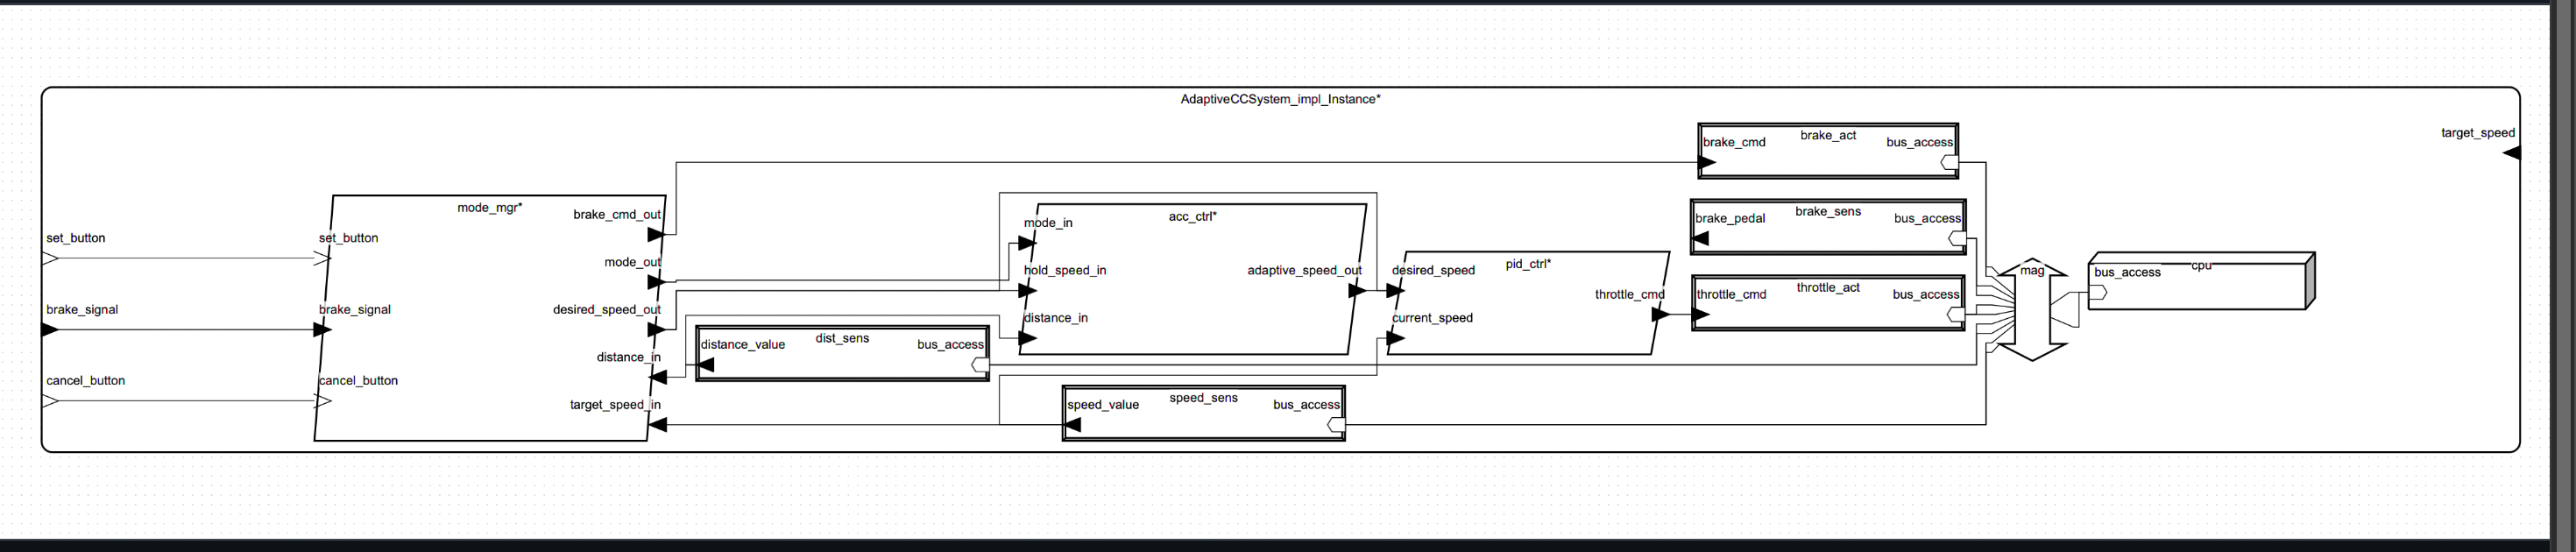 AdaptiveCCSystem_impl_Instance*
target_speed
brake_act
brake_cmd
bus_access
mode_mgr*
set_button
set_button
brake_signal
brake_signal
cancel_button
cancel_button
brake_cmd_out
mode_out
desired_speed_out
distance_in
target_speed_in
acc_ctrl*
mode_in
hold_speed_in
distance_in
adaptive_speed_out
dist_sens
distance_value
bus_access
speed_sens
speed_value
bus_access
pid_ctrl*
desired_speed
current_speed
throttle_cmd
brake_sens
brake_pedal
bus_access
throttle_act
throttle_cmd
bus_access
mag
cpu
bus_access